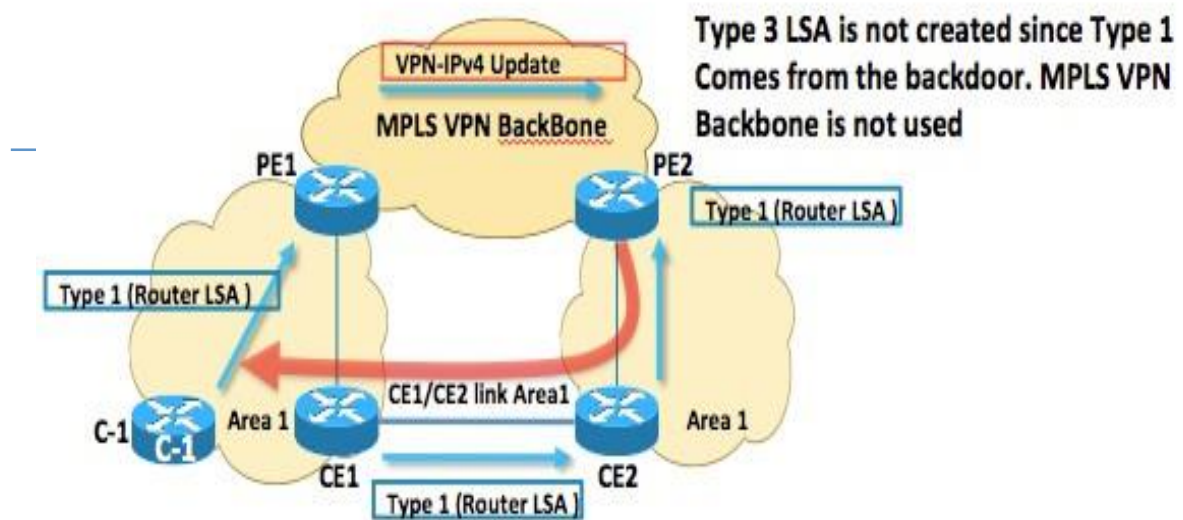 Type 3 LSA is not created since Type 1
Comes from the backdoor. MPLS VPN
Backbone is not used
VPN-IPv4 Update
MPLS VPN BackBone
PE1
PE2
Type 1 (Router LSA )
Type 1 (Router LSA )
CE1/CE2 link Area1
C-1
C-1
Area 1
Area 1
CE1
CE2
Type 1 (Router LSA )